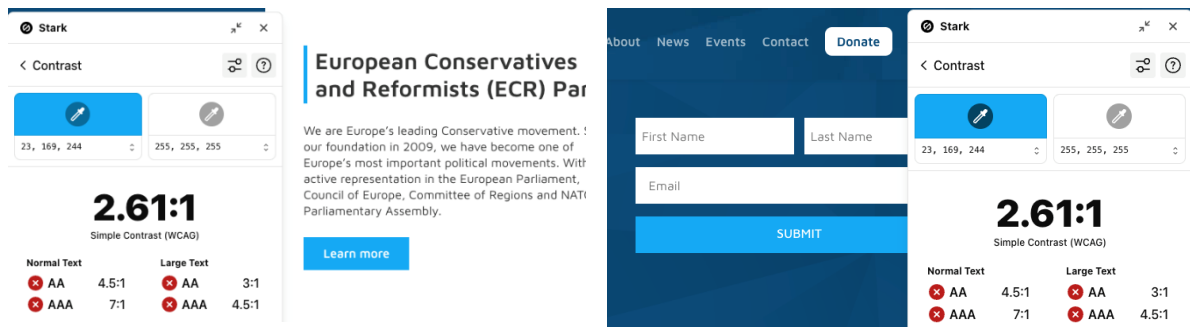 Stark
Contrast
23, 169, 244
255, 255, 255
2.61:1
Simple Contrast (WCAG)
Normal Text
Large Text
AA 4.5:1
AA 3:1
AAA 7:1
AAA 4.5:1
European Conservatives
and Reformists (ECR) Par
We are Europe's leading Conservative movement.
our foundation in 2009, we have become one of
Europe's most important political movements. With
active representation in the European Parliament,
Council of Europe, Committee of Regions and NATO
Parliamentary Assembly.
Learn more
About News Events Contact Donate
First Name
Last Name
Email
SUBMIT
Stark
Contrast
23, 169, 244
255, 255, 255
2.61:1
Simple Contrast (WCAG)
Normal Text
Large Text
AA 4.5:1
AA 3:1
AAA 7:1
AAA 4.5:1